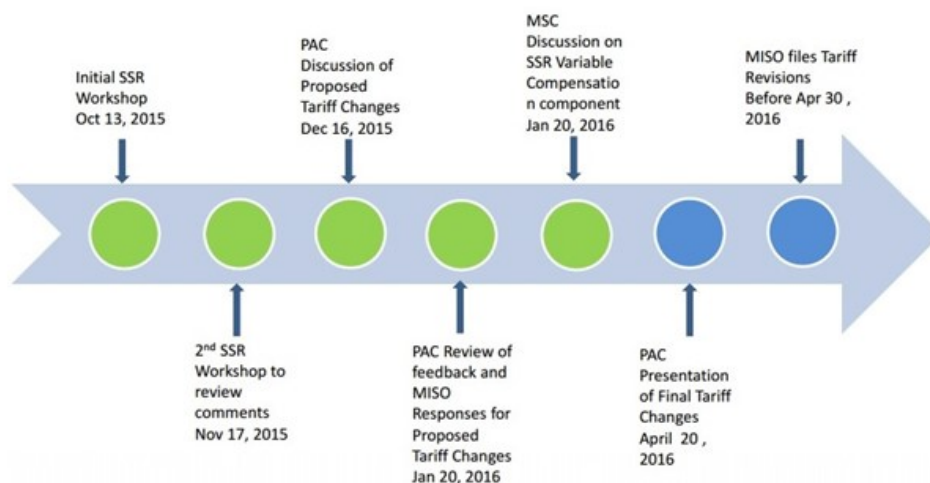 Initial SSR
Workshop
Oct 13, 2015
2nd SSR
Workshop to
review
comments
Nov 17, 2015
PAC
Discussion of
Proposed
Tariff Changes
Dec 16, 2015
PAC Review of
feedback and
MISO
Responses for
Proposed
Tariff Changes
Jan 20, 2016
MSC
Discussion on
SSR Variable
Compensatio
n component
Jan 20, 2016
PAC
Presentation
of Final Tariff
Changes
April 20 ,
2016
MISO files Tariff
Revisions
Before Apr 30 ,
2016